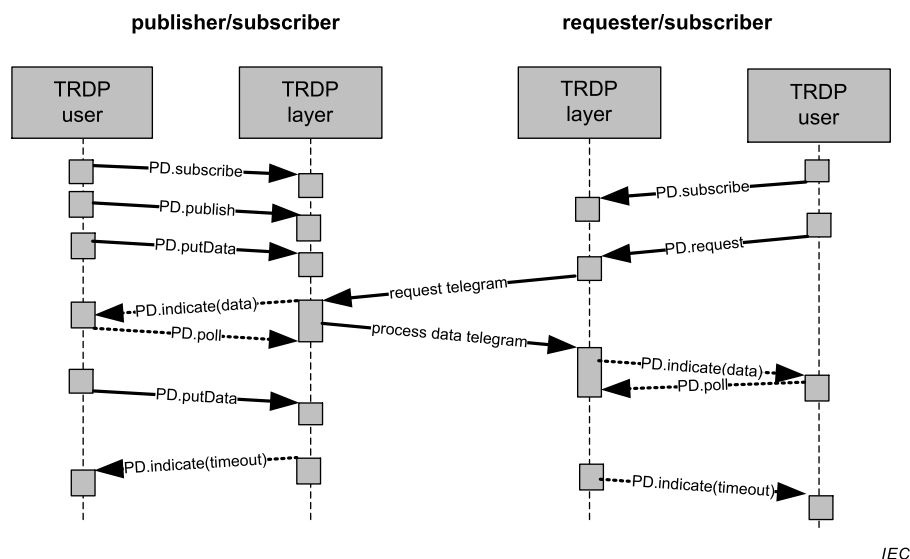 publisher/subscriber
requester/subscriber
TRDP
user
TRDP
layer
TRDP
layer
TRDP
user
PD.subscribe
PD.subscribe
PD.publish
PD.putData
PD.request
request telegram
PD.indicate(data)
PD.poll
process data telegram
PD.indicate(data)
PD.poll
PD.putData
PD.indicate(timeout)
PD.indicate(timeout)
IEC